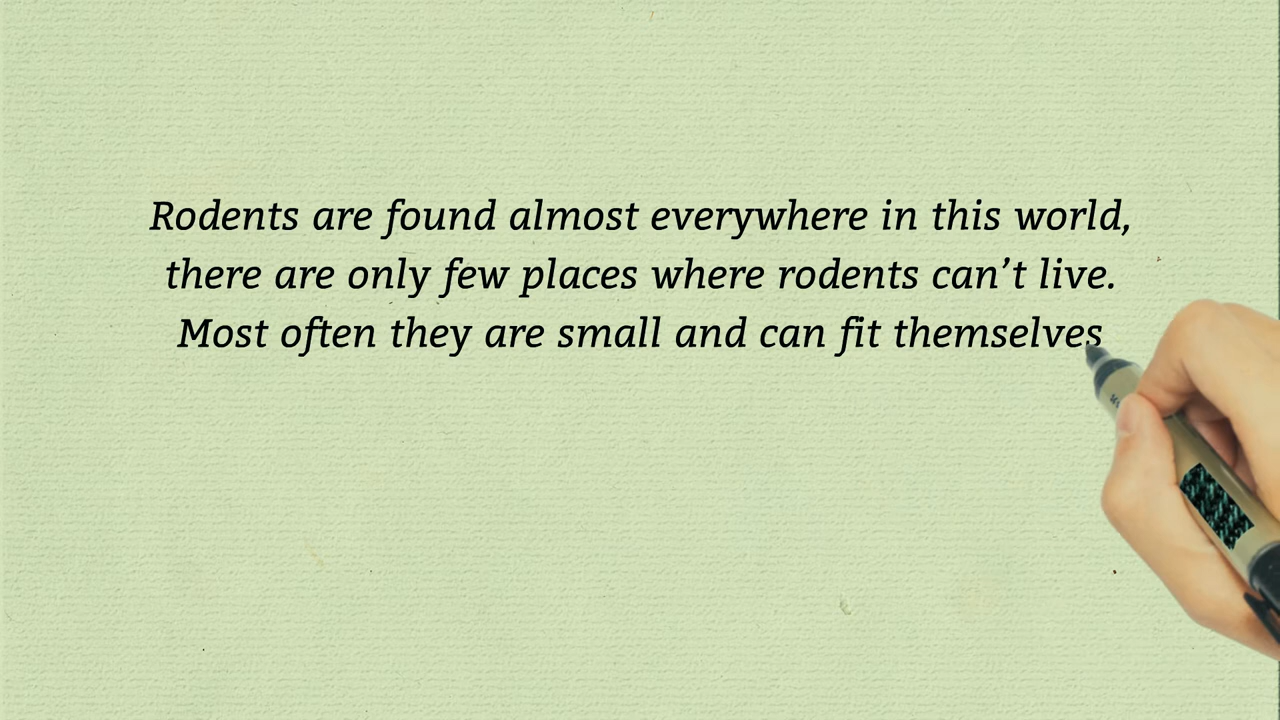 Rodents are found almost everywhere in this world,
there are only few places where rodents can’t live.
Most often they are small and can fit themselves